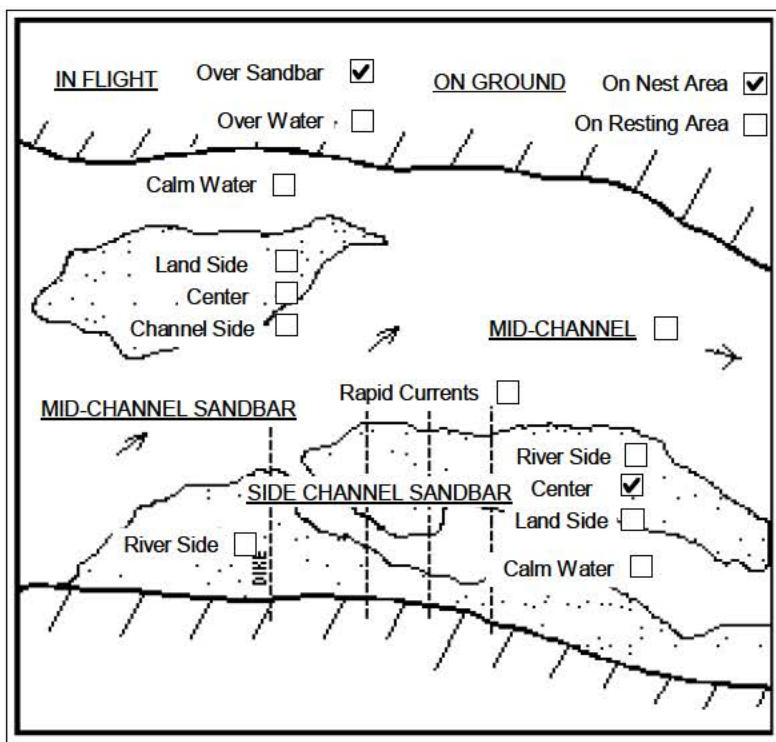 IN FLIGHT Over Sandbar ON GROUND On Nest Area
Over Water On Resting Area
Calm Water
Land Side
Center
Channel Side
MID-CHANNEL
Rapid Currents
MID-CHANNEL SANDBAR
River Side
SIDE CHANNEL SANDBAR Center
Land Side
River Side
DIKE
Calm Water